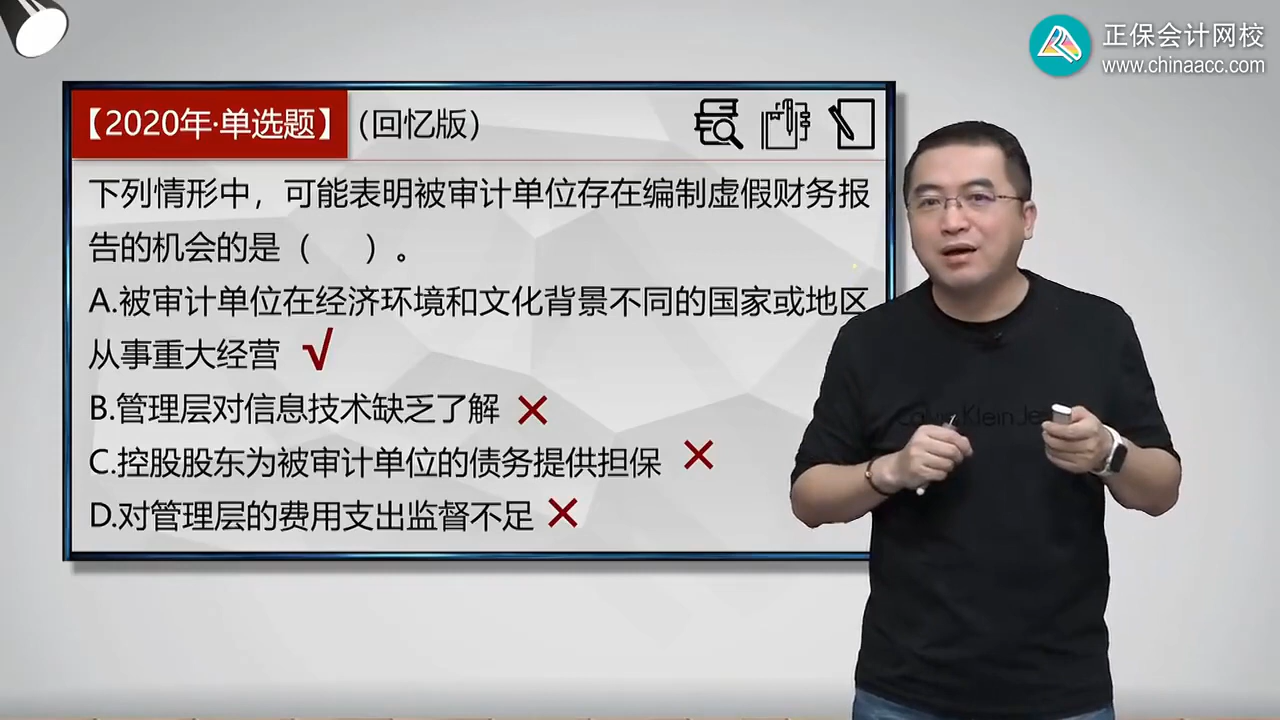 正保会计网校
www.chinaacc.com
【2020年·单选题】（回忆版）
下列情形中，可能表明被审计单位存在编制虚假财务报
告的机会的是（　　）。
A.被审计单位在经济环境和文化背景不同的国家或地区
从事重大经营 √
B.管理层对信息技术缺乏了解 ×
C.控股股东为被审计单位的债务提供担保 ×
D.对管理层的费用支出监督不足 ×